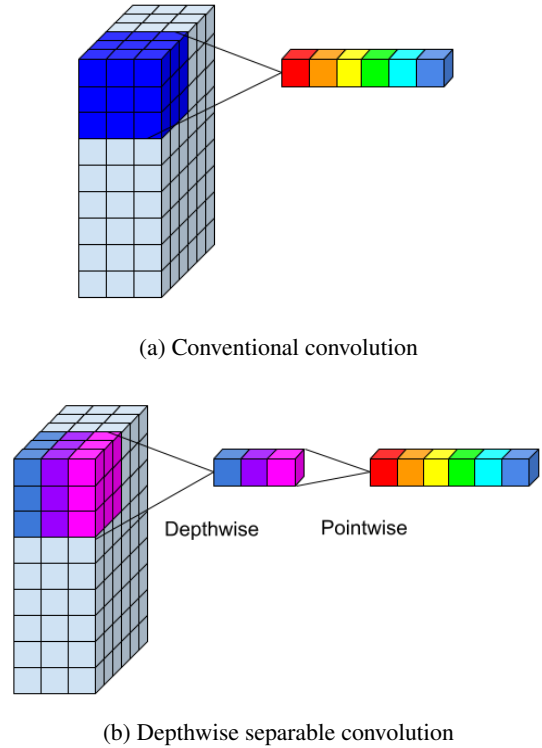 (a) Conventional convolution
Depthwise
Pointwise
(b) Depthwise separable convolution